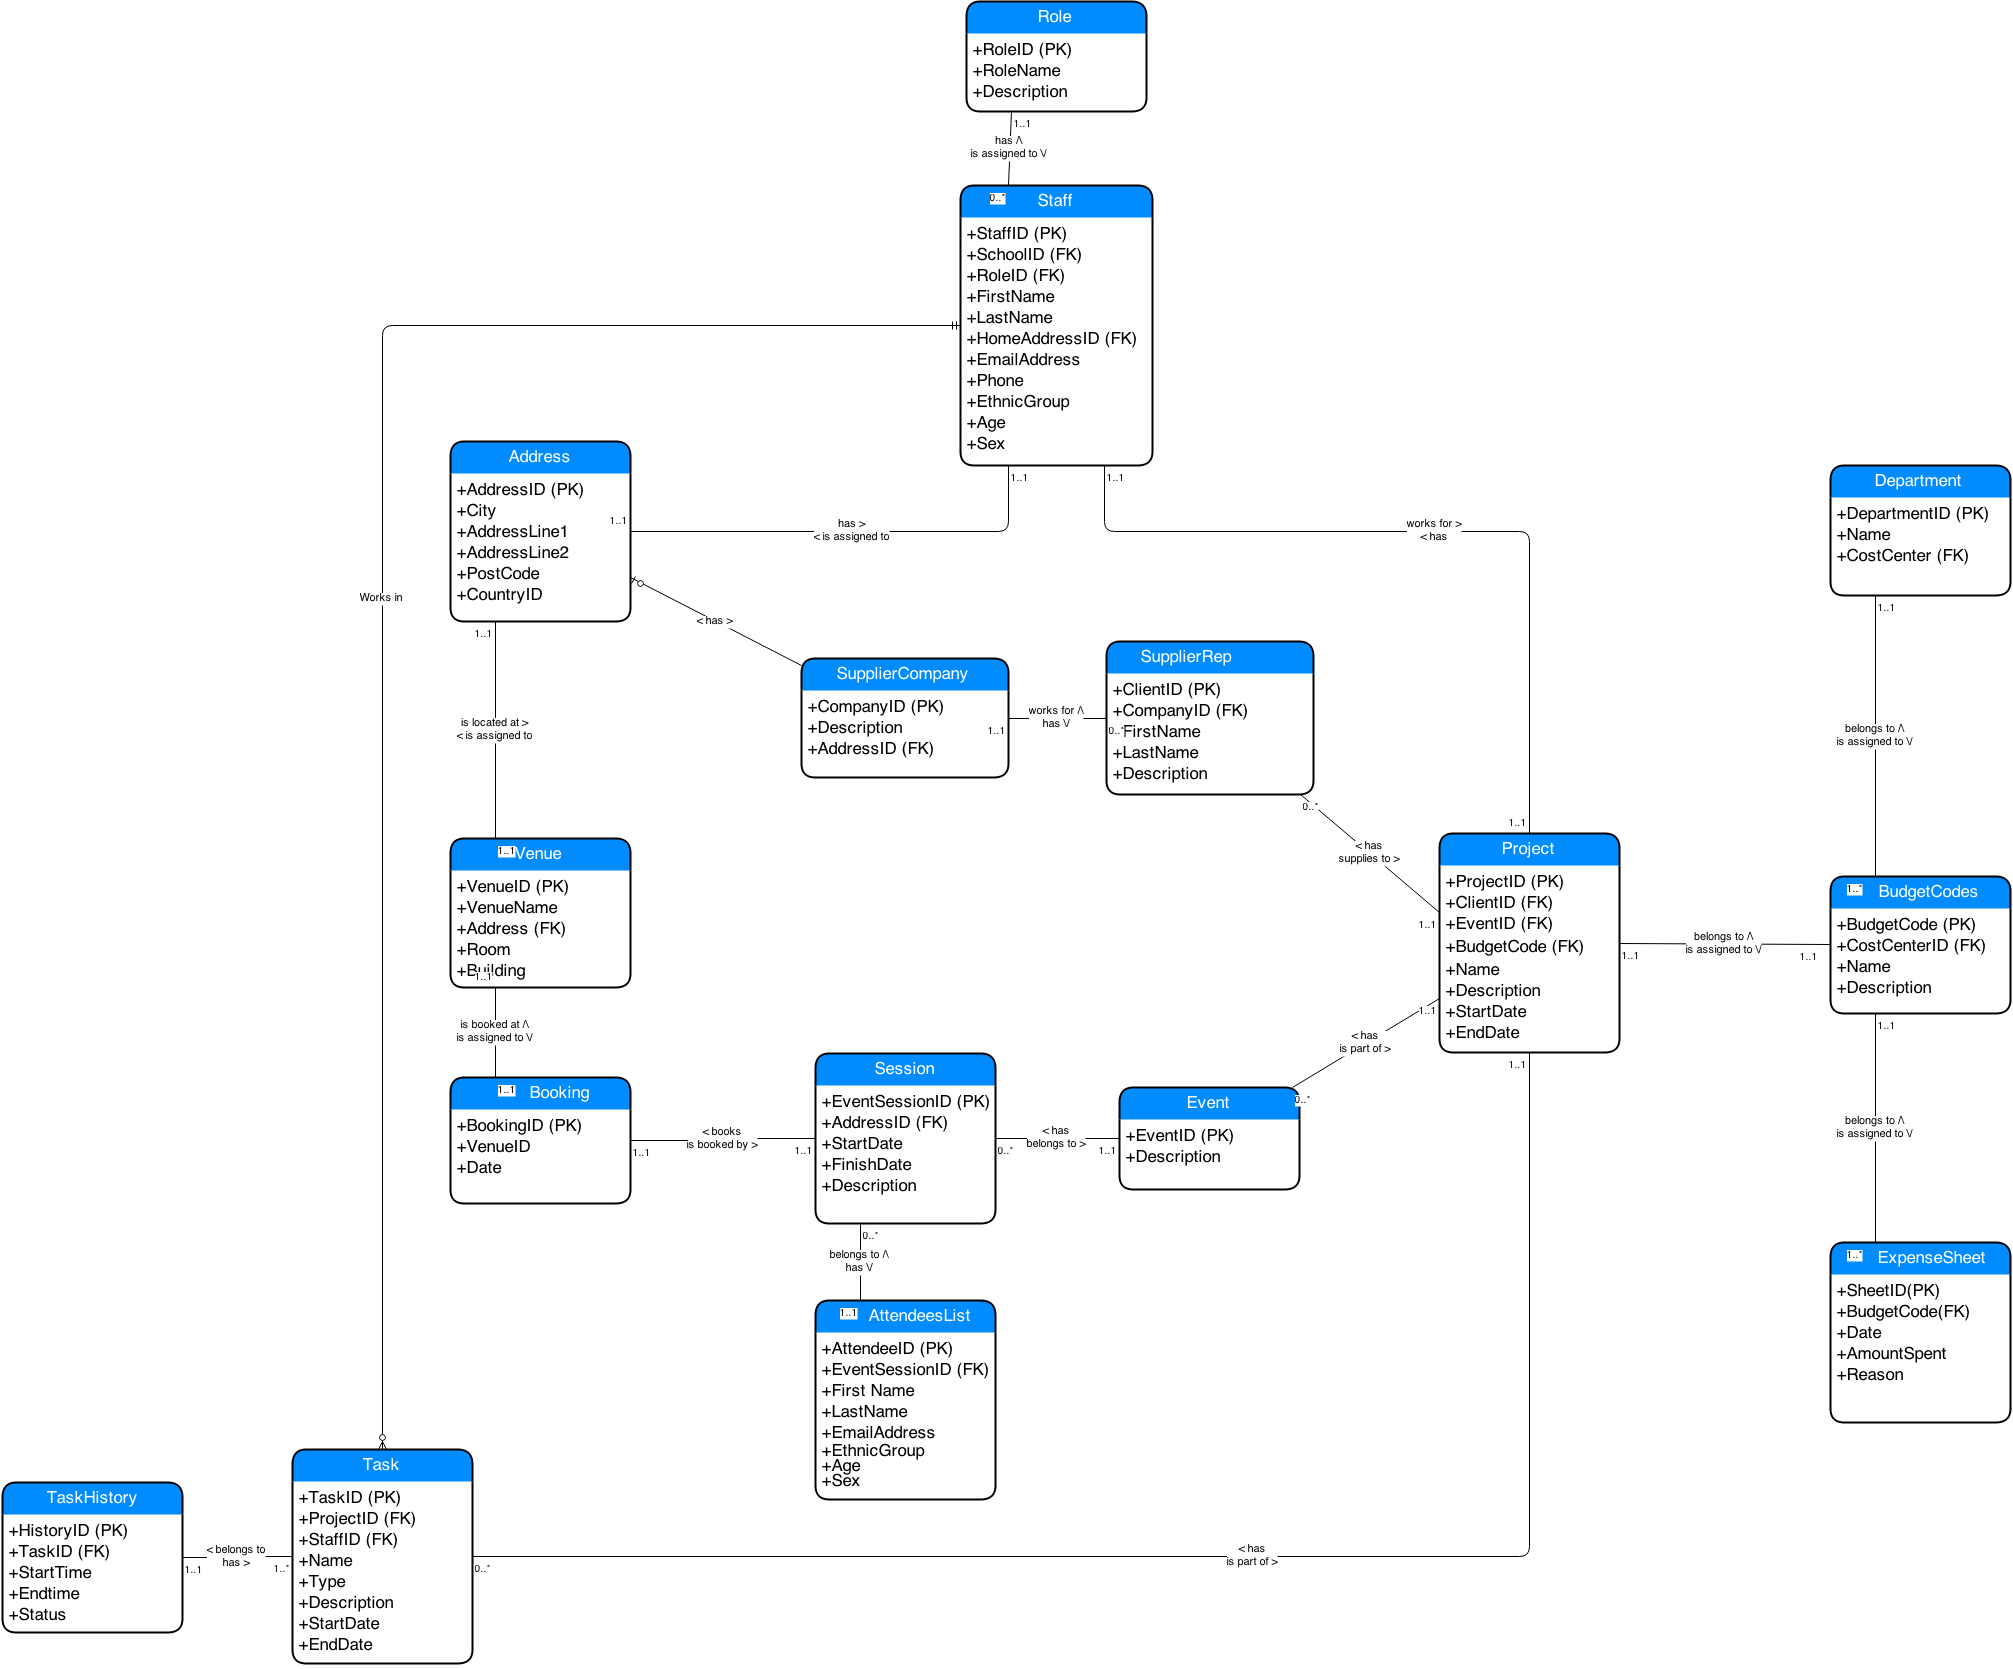 Role
+RoleID (PK)
+RoleName
+Description
1..1
has /\
is assigned to \/
0..*
Staff
+StaffID (PK)
+SchoolID (FK)
+RoleID (FK)
+FirstName
+LastName
+HomeAddressID (FK)
+EmailAddress
+Phone
+EthnicGroup
+Age
+Sex
1..1
1..1
Address
+AddressID (PK)
+City
+AddressLine1
+AddressLine2
+PostCode
+CountryID
1..1
has >
< is assigned to
works for >
< has
Department
+DepartmentID (PK)
+Name
+CostCenter (FK)
1..1
Works in
1..1
< has >
SupplierCompany
+CompanyID (PK)
+Description
+AddressID (FK)
1..1
works for /\
has \/
SupplierRep
+ClientID (PK)
+CompanyID (FK)
0..*
+FirstName
+LastName
+Description
0..*
is located at >
< is assigned to
belongs to /\
is assigned to \/
< has
supplies to >
1..1
1..1
Venue
+VenueID (PK)
+VenueName
+Address (FK)
+Room
+Building
1..1
1..1
Project
+ProjectID (PK)
+ClientID (FK)
+EventID (FK)
+BudgetCode (FK)
+Name
+Description
+StartDate
+EndDate
1..1
1..1
1..1
belongs to /\
is assigned to \/
1..1
1..*
BudgetCodes
+BudgetCode (PK)
+CostCenterID (FK)
+Name
+Description
1..1
is booked at /\
is assigned to \/
< has
is part of >
1..1
Booking
+BookingID (PK)
+VenueID
+Date
1..1
< books
is booked by >
1..1
Session
+EventSessionID (PK)
+AddressID (FK)
+StartDate
+FinishDate
+Description
0..*
< has
belongs to >
1..1
Event
0..*
+EventID (PK)
+Description
belongs to /\
is assigned to \/
0..*
belongs to /\
has \/
1..1
AttendeesList
+AttendeeID (PK)
+EventSessionID (FK)
+First Name
+LastName
+EmailAddress
+EthnicGroup
+Age
+Sex
1..*
ExpenseSheet
+SheetID(PK)
+BudgetCode(FK)
+Date
+AmountSpent
+Reason
TaskHistory
+HistoryID (PK)
+TaskID (FK)
+StartTime
+Endtime
+Status
1..1
< belongs to
has >
1..*
Task
+TaskID (PK)
+ProjectID (FK)
+StaffID (FK)
+Name
+Type
+Description
+StartDate
+EndDate
0..*
< has
is part of >